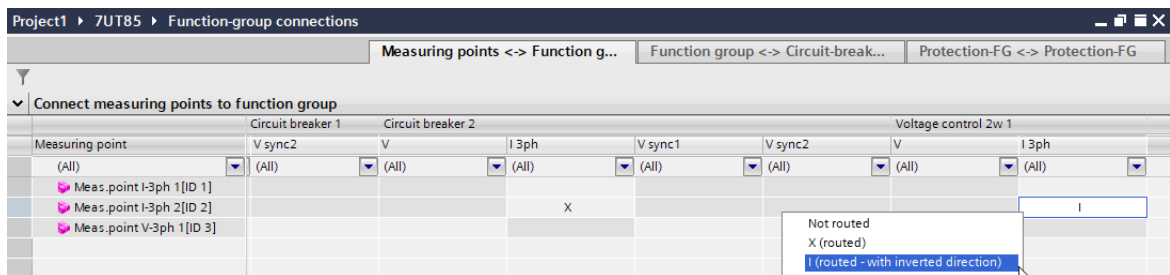 Project1 ▸ 7UT85 ▸ Function-group connections
Measuring points <-> Function g... Function group <-> Circuit-break... Protection-FG <-> Protection-FG
Connect measuring points to function group
Circuit breaker 1 Circuit breaker 2 Voltage control 2w 1
Measuring point V sync2 V I 3ph V sync1 V sync2 V I 3ph
(All) (All) (All) (All) (All) (All) (All) (All)
Meas.point I-3ph 1[ID 1]
Meas.point I-3ph 2[ID 2] X I
Meas.point V-3ph 1[ID 3]
Not routed
X (routed)
I (routed - with inverted direction)